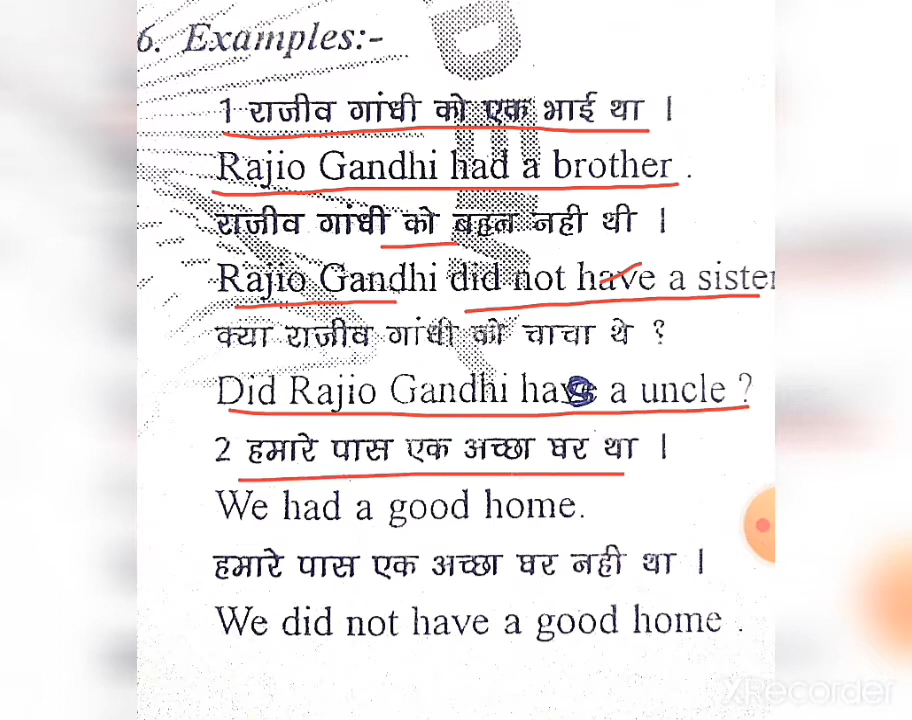 6. Examples:-
1 राजीव गांधी को एक भाई था ।
Rajio Gandhi had a brother .
राजीव गांधी को बहन नही थी ।
Rajio Gandhi did not have a sister
क्या राजीव गांधी को चाचा थे ?
Did Rajio Gandhi have a uncle ?
2 हमारे पास एक अच्छा घर था ।
We had a good home.
हमारे पास एक अच्छा घर नही था ।
We did not have a good home .
XRecorder